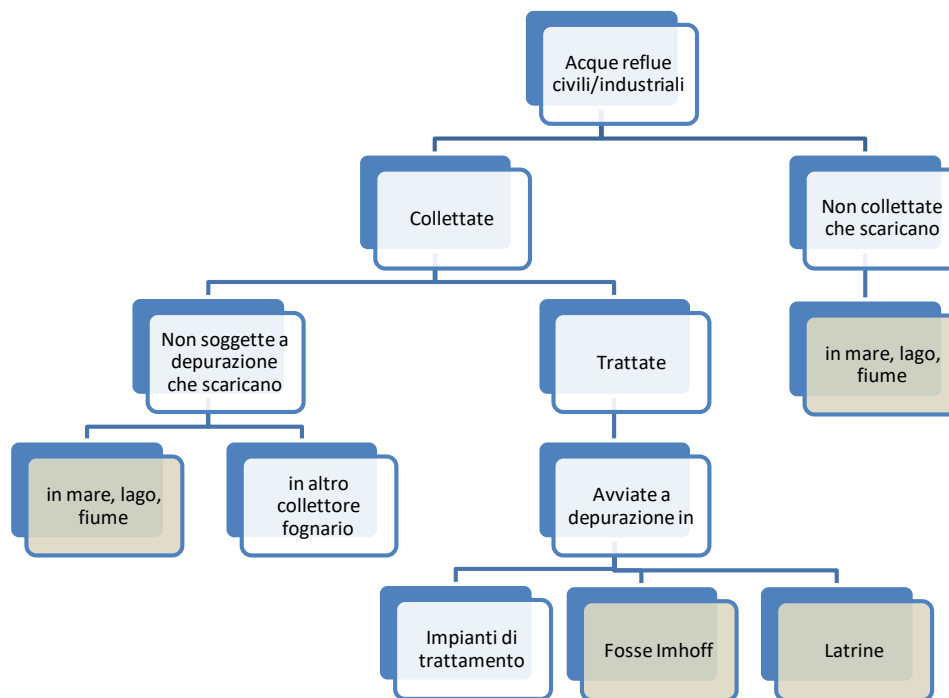 Acque reflue
civili/industriali
Collettate
Non collettate
che scaricano
Non soggette a
depurazione
che scaricano
Trattate
in mare, lago,
fiume
in mare, lago,
fiume
in altro
collettore
fognario
Avviate a
depurazione in
Impianti di
trattamento
Fosse Imhoff
Latrine